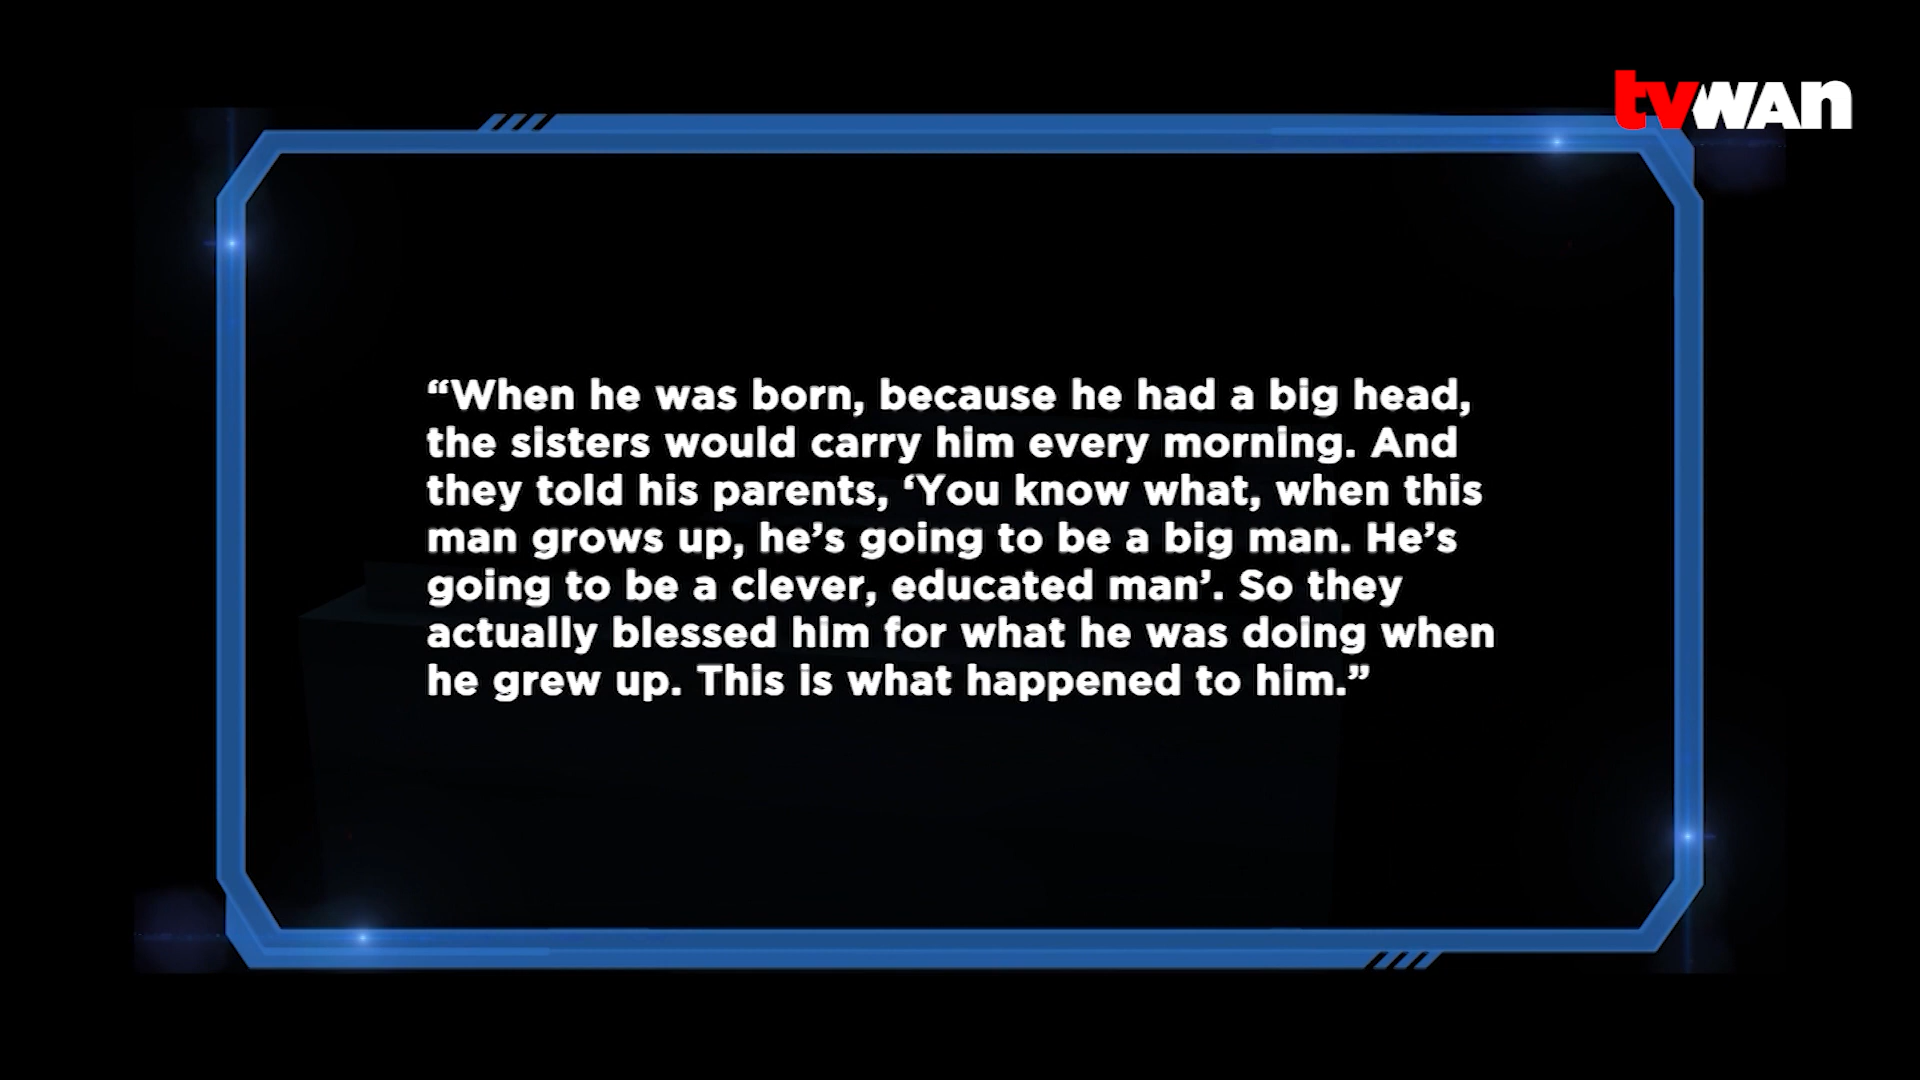 tvwan
“When he was born, because he had a big head,
the sisters would carry him every morning. And
they told his parents, ‘You know what, when this
man grows up, he’s going to be a big man. He’s
going to be a clever, educated man’. So they
actually blessed him for what he was doing when
he grew up. This is what happened to him.”